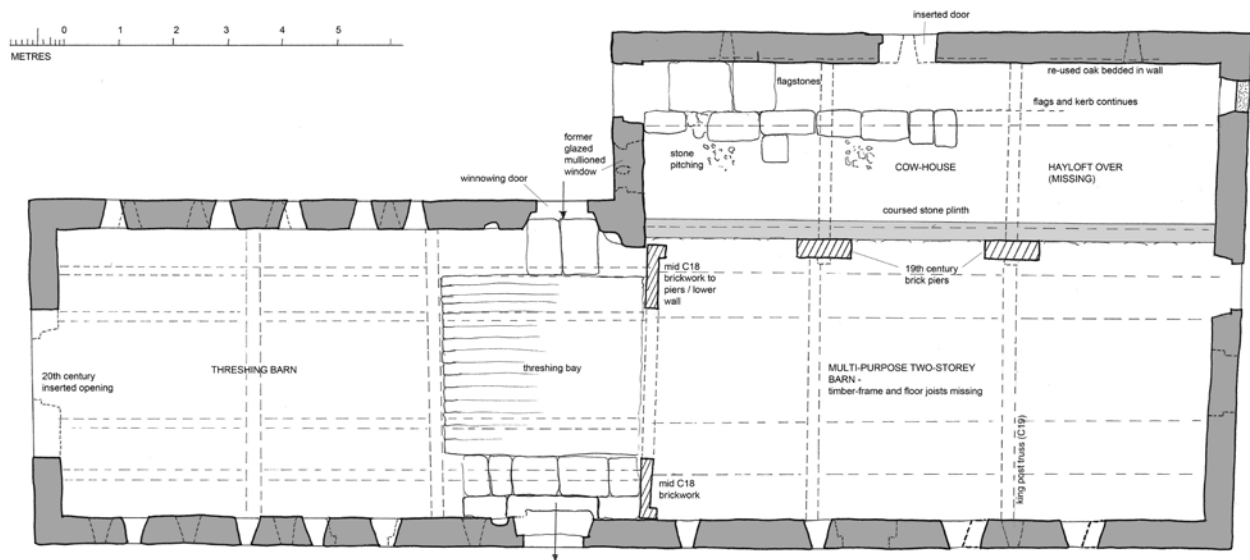 0 1 2 3 4 5
METRES
inserted door
re-used oak bedded in wall
flagstones
flags and kerb continues
former
glazed
mullioned
window
stone
pitching
COW-HOUSE
HAYLOFT OVER
(MISSING)
winnowing door
coursed stone plinth
mid C18
brickwork to
piers / lower
wall
19th century
brick piers
20th century
inserted opening
THRESHING BARN
threshing bay
MULTI-PURPOSE TWO-STOREY
BARN -
timber-frame and floor joists missing
king post truss (C19)
mid C18
brickwork